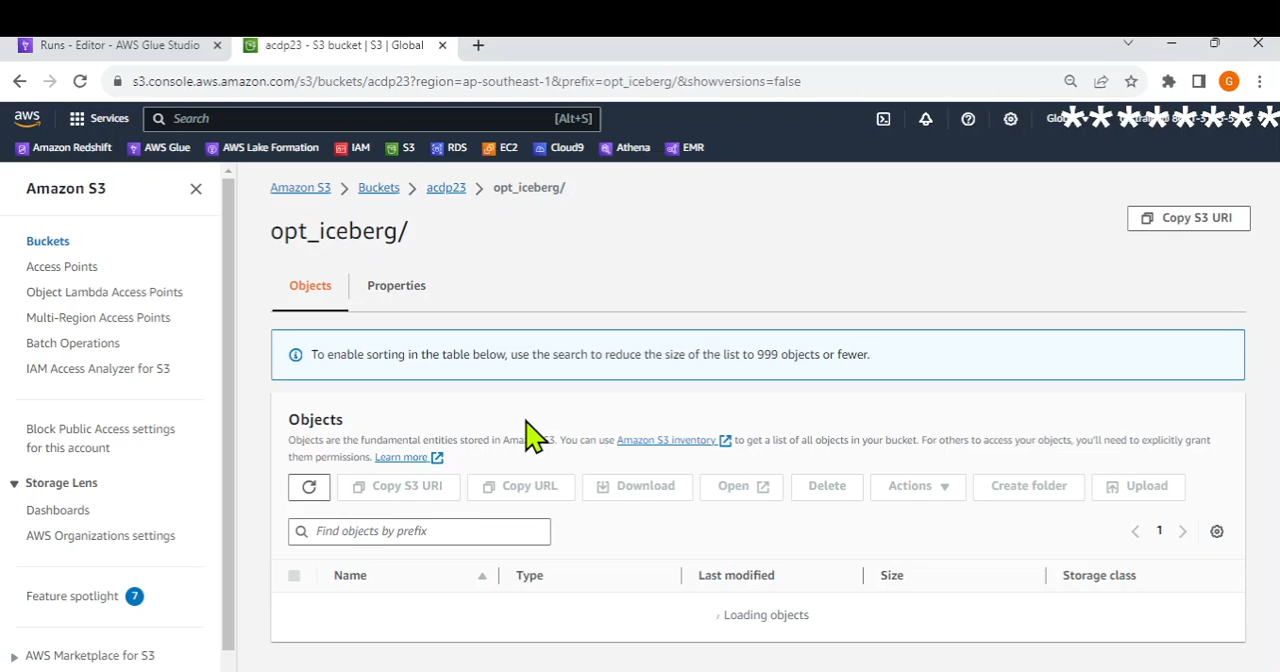 Runs - Editor - AWS Glue Studio
acdp23 - S3 bucket | S3 | Global
s3.console.aws.amazon.com/s3/buckets/acdp23?region=ap-southeast-1&prefix=opt_iceberg/&showversions=false
G
aws
Services
Search
[Alt+S]
Amazon Redshift
AWS Glue
AWS Lake Formation
IAM
S3
RDS
EC2
Cloud9
Athena
EMR
Amazon S3
Buckets
Access Points
Object Lambda Access Points
Multi-Region Access Points
Batch Operations
IAM Access Analyzer for S3
Block Public Access settings
for this account
Storage Lens
Dashboards
AWS Organizations settings
Feature spotlight 7
AWS Marketplace for S3
Amazon S3 > Buckets > acdp23 > opt_iceberg/
opt_iceberg/
Copy S3 URI
Objects
Properties
To enable sorting in the table below, use the search to reduce the size of the list to 999 objects or fewer.
Objects
Objects are the fundamental entities stored in Amazon S3. You can use Amazon S3 inventory to get a list of all objects in your bucket. For others to access your objects, you'll need to explicitly grant
them permissions. Learn more
Copy S3 URI
Copy URL
Download
Open
Delete
Actions
Create folder
Upload
Find objects by prefix
1
Name
Type
Last modified
Size
Storage class
Loading objects